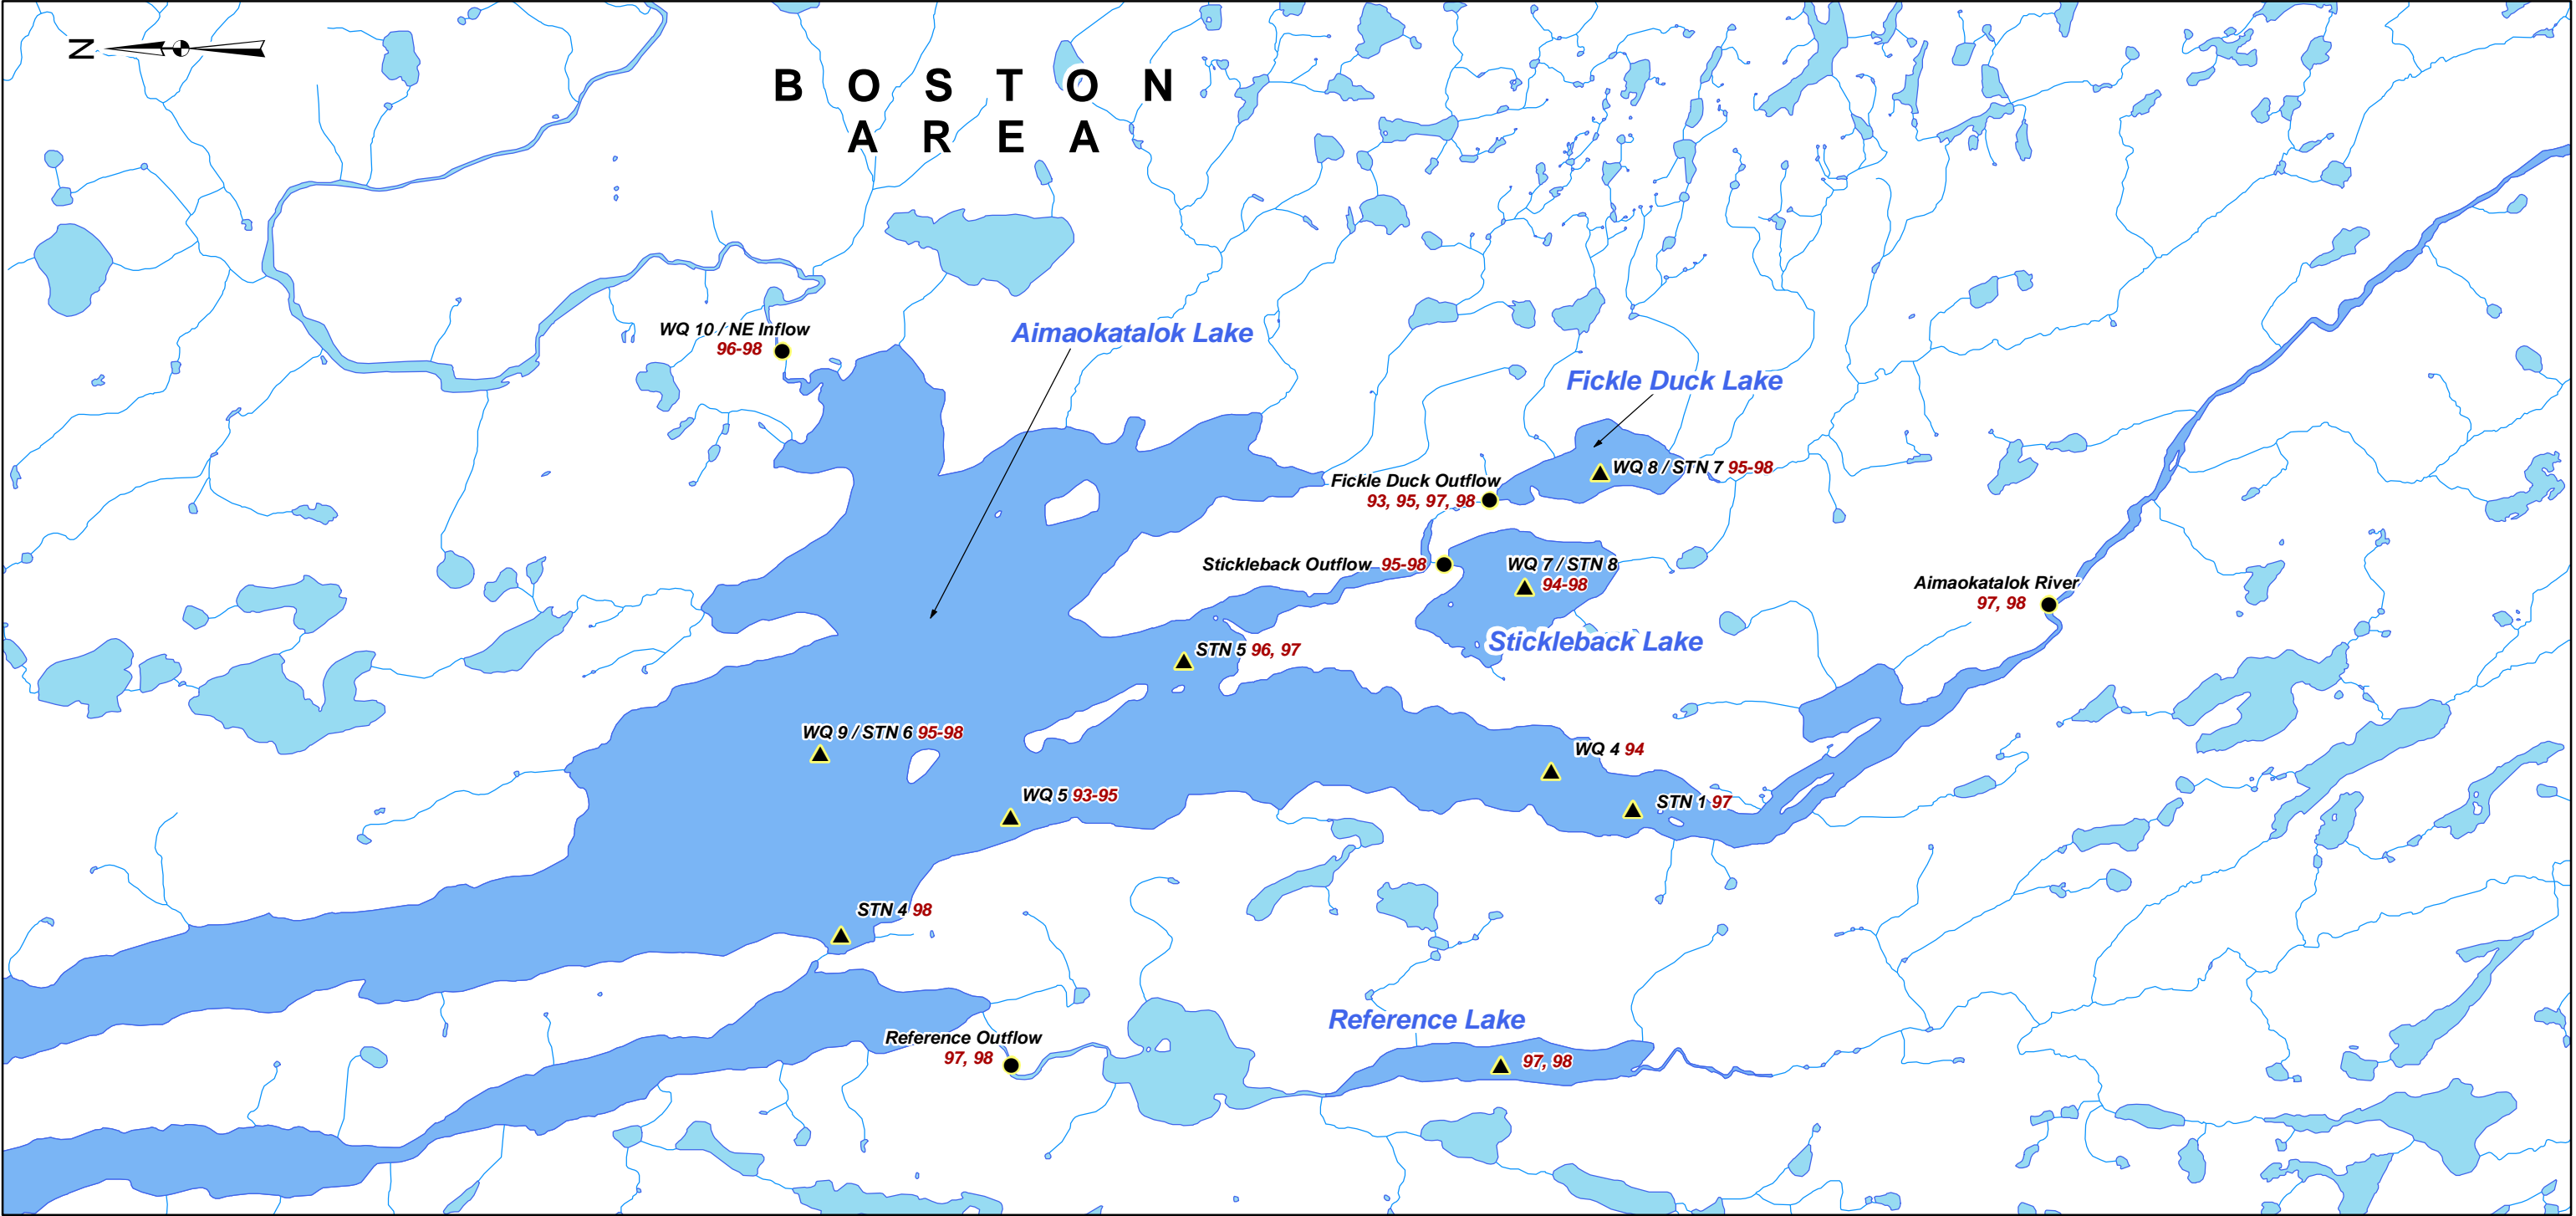 Z
B O S T O N
A R E A
WQ 10 / NE Inflow
96-98
Aimaokatalok Lake
Fickle Duck Lake
WQ 8 / STN 7 95-98
Fickle Duck Outflow
93, 95, 97, 98
Stickleback Outflow 95-98
WQ 7 / STN 8
94-98
Aimaokatalok River
97, 98
Stickleback Lake
STN 5 96, 97
WQ 9 / STN 6 95-98
WQ 4 94
WQ 5 93-95
STN 1 97
STN 4 98
Reference Lake
Reference Outflow
97, 98
97, 98